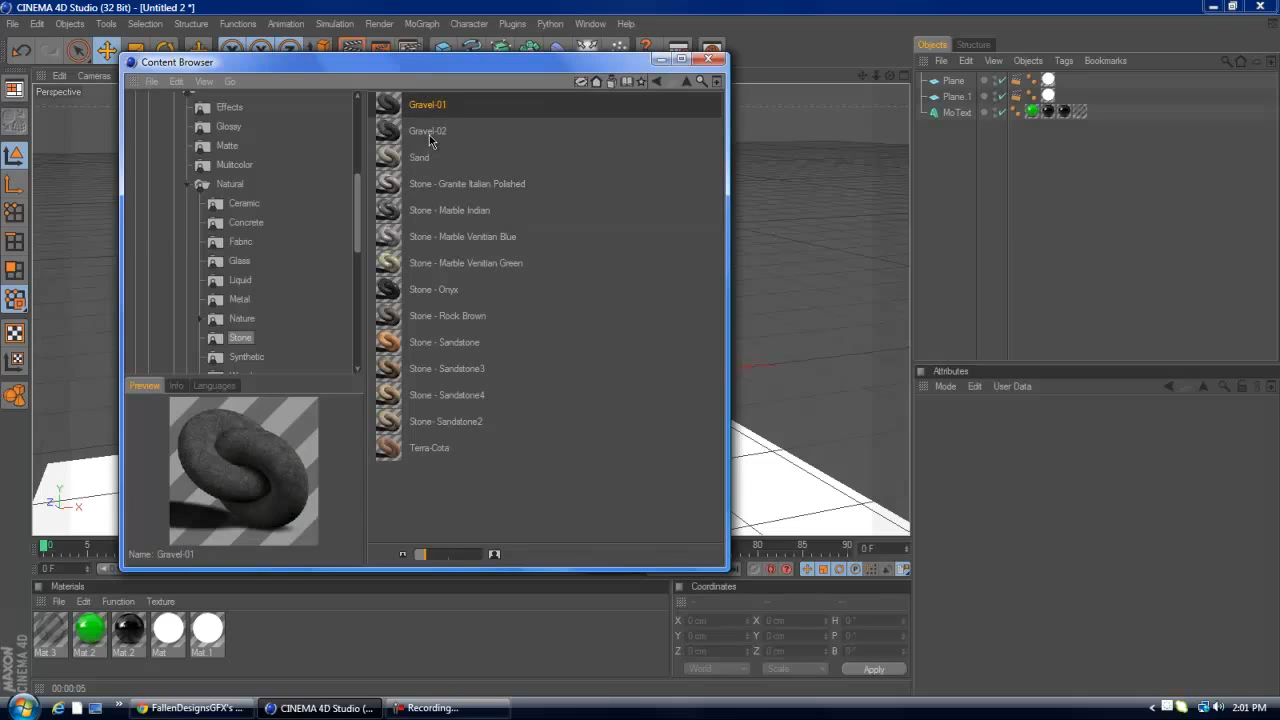 CINEMA 4D Studio (32 Bit) - [Untitled 2 *]
File Edit Objects Tools Selection Structure Functions Animation Simulation Render MoGraph Character Plugins Python Window Help
Edit Cameras
Perspective
Content Browser
File Edit View Go
Effects
Glossy
Matte
Mulitcolor
Natural
Ceramic
Concrete
Fabric
Glass
Liquid
Metal
Nature
Stone
Synthetic
Gravel-01
Gravel-02
Sand
Stone - Granite Italian Polished
Stone - Marble Indian
Stone - Marble Venitian Blue
Stone - Marble Venitian Green
Stone - Onyx
Stone - Rock Brown
Stone - Sandstone
Stone - Sandstone3
Stone - Sandstone4
Stone- Sandstone2
Terra-Cota
Preview Info Languages
Name: Gravel-01
Objects Structure
File Edit View Objects Tags Bookmarks
Plane
Plane.1
MoText
Attributes
Mode Edit User Data
Y
Z X
0 5 80 85 90 0 F
0 F
Materials
File Edit Function Texture
Mat 3 Mat 2 Mat 2 Mat Mat.1
Coordinates
-- -- --
X 0 cm X 0 cm H 0 °
Y 0 cm Y 0 cm P 0 °
Z 0 cm Z 0 cm B 0 °
World Scale Apply
MAXON CINEMA 4D
00:00:05
FallenDesignsGFX's ... CINEMA 4D Studio (... Recording... 2:01 PM